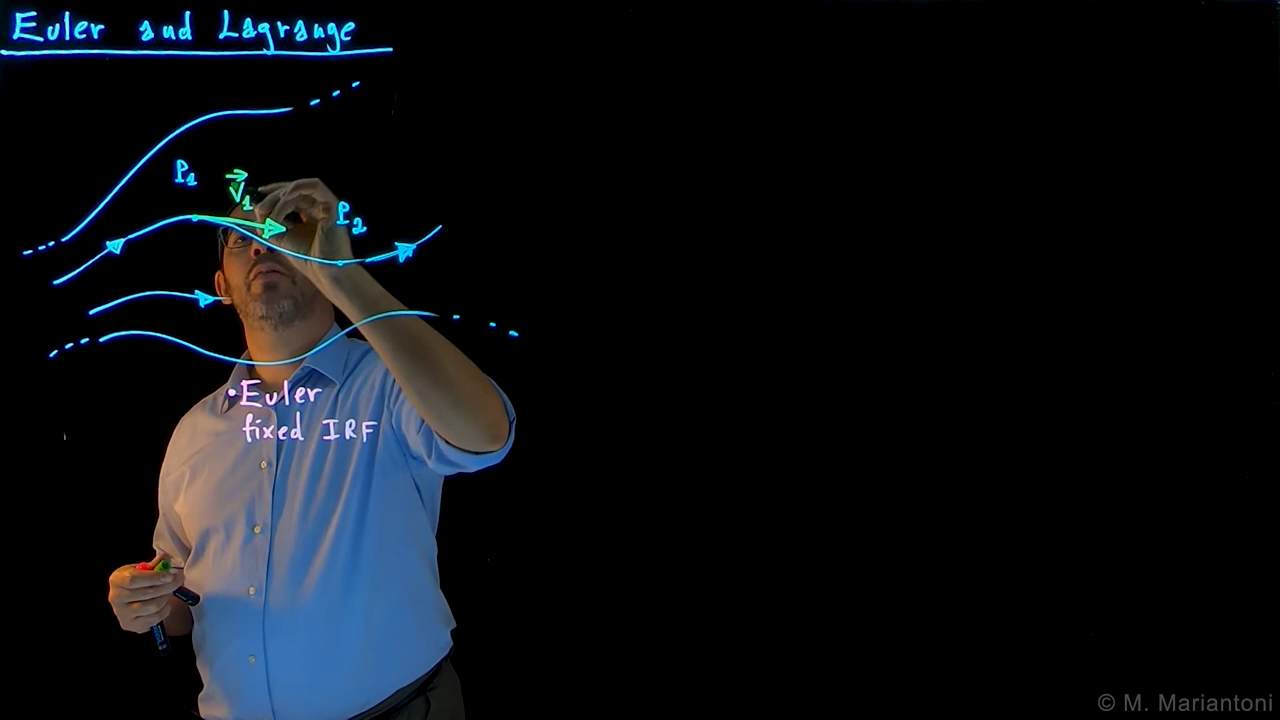 Euler and Lagrange
P1
v1
P2
• Euler
fixed IRF
© M. Mariantoni